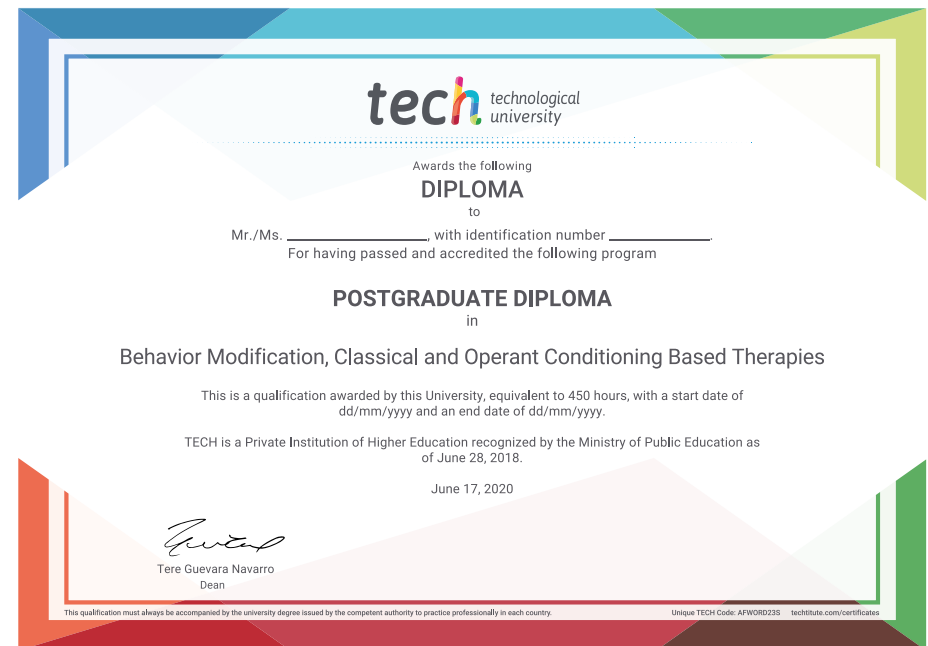 tech technological
university
Awards the following
DIPLOMA
to
Mr./Ms. ____________________, with identification number ______________.
For having passed and accredited the following program
POSTGRADUATE DIPLOMA
in
Behavior Modification, Classical and Operant Conditioning Based Therapies
This is a qualification awarded by this University, equivalent to 450 hours, with a start date of
dd/mm/yyyy and an end date of dd/mm/yyyy.
TECH is a Private Institution of Higher Education recognized by the Ministry of Public Education as
of June 28, 2018.
June 17, 2020
Tere Guevara Navarro
Dean
This qualification must always be accompanied by the university degree issued by the competent authority to practice professionally in each country.
Unique TECH Code: AFWORD23S techtitute.com/certificates